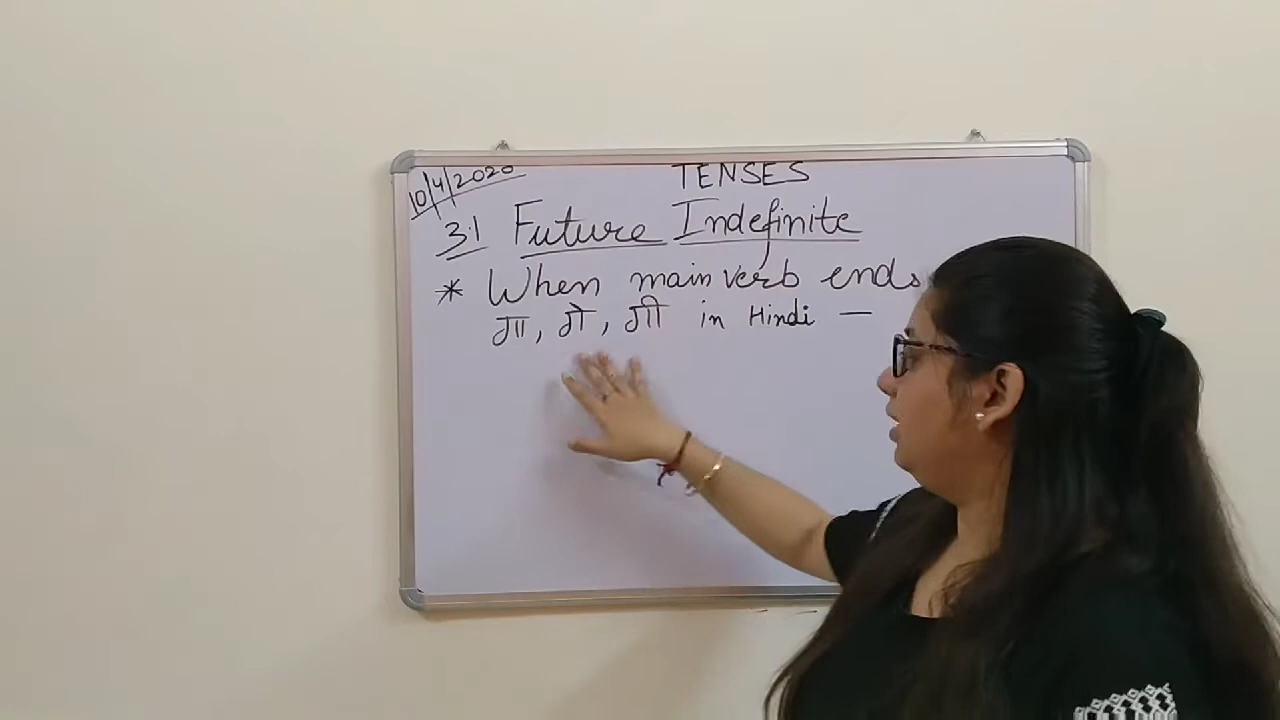 10/4/2020
TENSES
3.1 Future Indefinite
* When main verb ends
गा, गे, गी in Hindi —